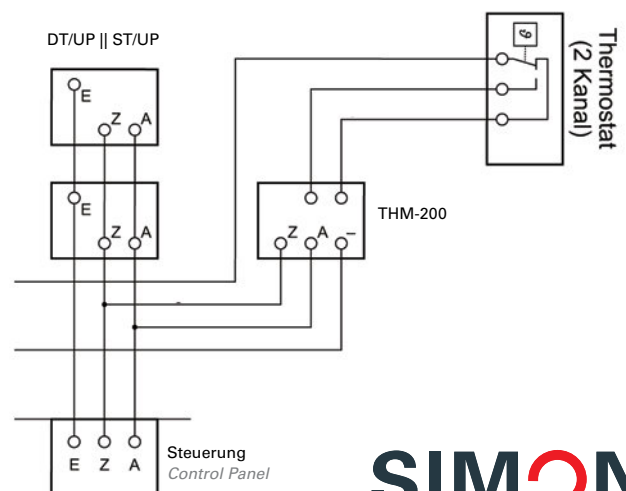 DT/UP || ST/UP
E
Z A
E
Z A
ϑ
Thermostat
(2 Kanal)
THM-200
Z A –
E Z A
Steuerung
Control Panel
SIMON